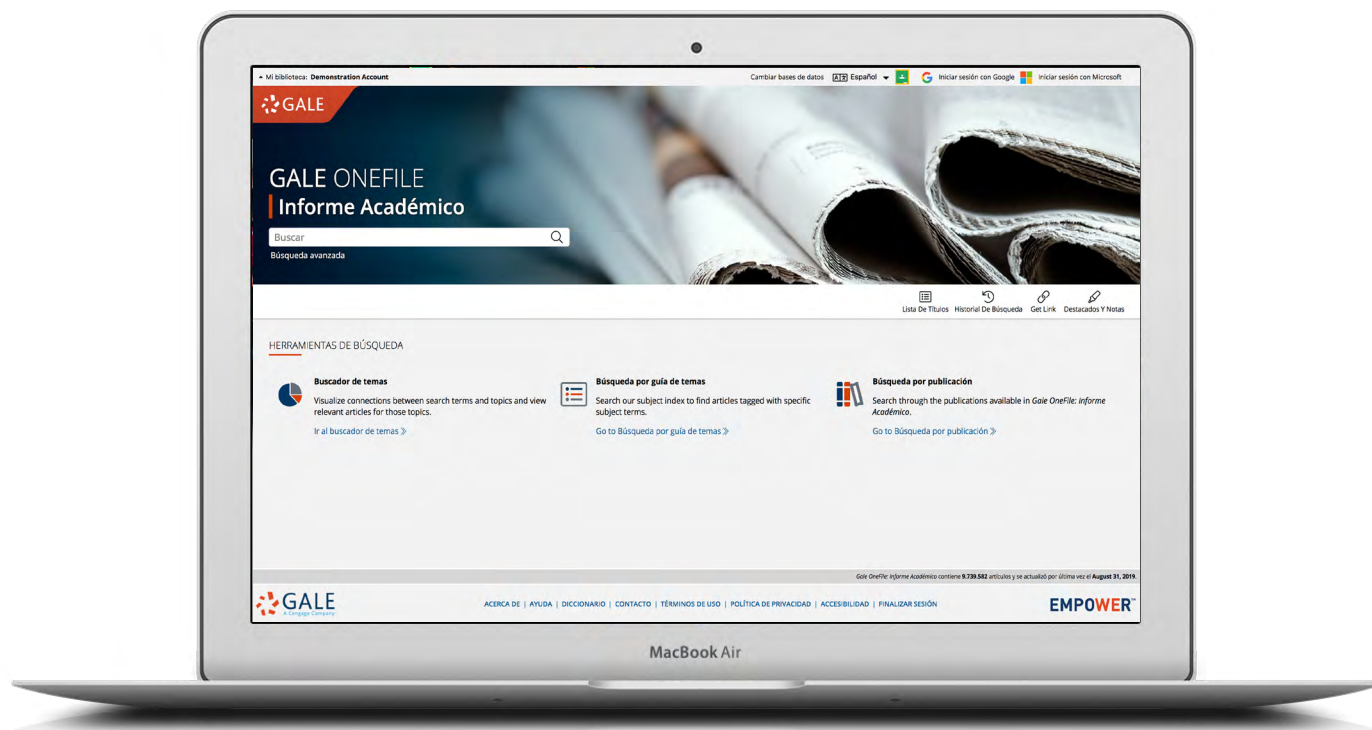 Mi biblioteca: Demonstration Account
Cambiar bases de datos
Español
Iniciar sesión con Google
Iniciar sesión con Microsoft
GALE
GALE ONEFILE
Informe Académico
Buscar
Búsqueda avanzada
Lista De Títulos
Historial De Búsqueda
Get Link
Destacados Y Notas
HERRAMIENTAS DE BÚSQUEDA
Buscador de temas
Visualize connections between search terms and topics and view
relevant articles for those topics.
Ir al buscador de temas »
Búsqueda por guía de temas
Search our subject index to find articles tagged with specific
subject terms.
Go to Búsqueda por guía de temas »
Búsqueda por publicación
Search through the publications available in Gale OneFile: Informe
Académico.
Go to Búsqueda por publicación »
Gale OneFile: Informe Académico contiene 9.739.582 artículos y se actualizó por última vez el August 31, 2019.
GALE
A Cengage Company
ACERCA DE | AYUDA | DICCIONARIO | CONTACTO | TÉRMINOS DE USO | POLÍTICA DE PRIVACIDAD | ACCESIBILIDAD | FINALIZAR SESIÓN
EMPOWER™
MacBook Air